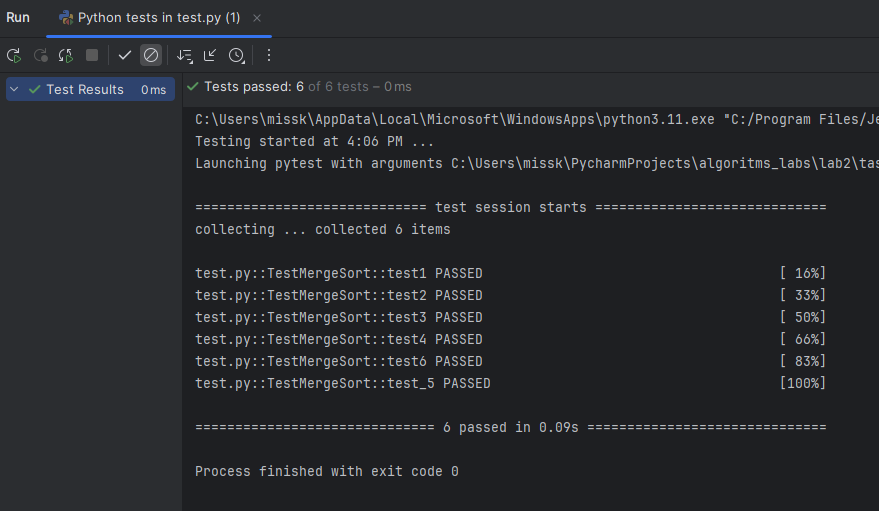 Run
Python tests in test.py (1)
Test Results 0 ms
Tests passed: 6 of 6 tests – 0 ms
C:\Users\missk\AppData\Local\Microsoft\WindowsApps\python3.11.exe "C:/Program Files/Je
Testing started at 4:06 PM ...
Launching pytest with arguments C:\Users\missk\PycharmProjects\algoritms_labs\lab2\tas
============================= test session starts =============================
collecting ... collected 6 items
test.py::TestMergeSort::test1 PASSED [ 16%]
test.py::TestMergeSort::test2 PASSED [ 33%]
test.py::TestMergeSort::test3 PASSED [ 50%]
test.py::TestMergeSort::test4 PASSED [ 66%]
test.py::TestMergeSort::test6 PASSED [ 83%]
test.py::TestMergeSort::test_5 PASSED [100%]
============================== 6 passed in 0.09s ==============================
Process finished with exit code 0